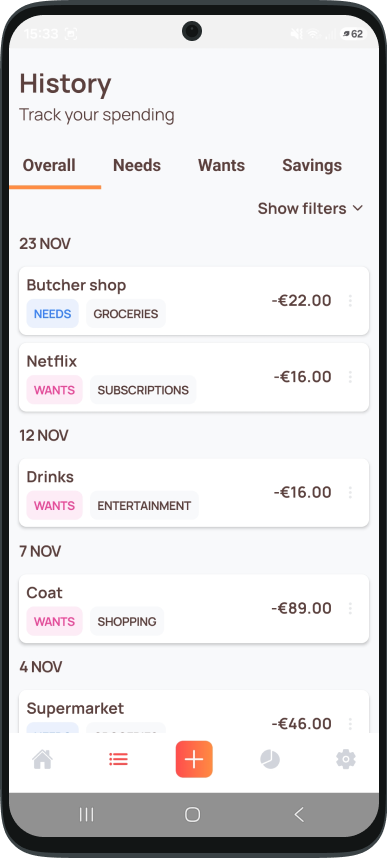 15:33 62
History
Track your spending
Overall Needs Wants Savings
Show filters
23 NOV
Butcher shop
-€22.00
NEEDS GROCERIES
Netflix
-€16.00
WANTS SUBSCRIPTIONS
12 NOV
Drinks
-€16.00
WANTS ENTERTAINMENT
7 NOV
Coat
-€89.00
WANTS SHOPPING
4 NOV
Supermarket
-€46.00